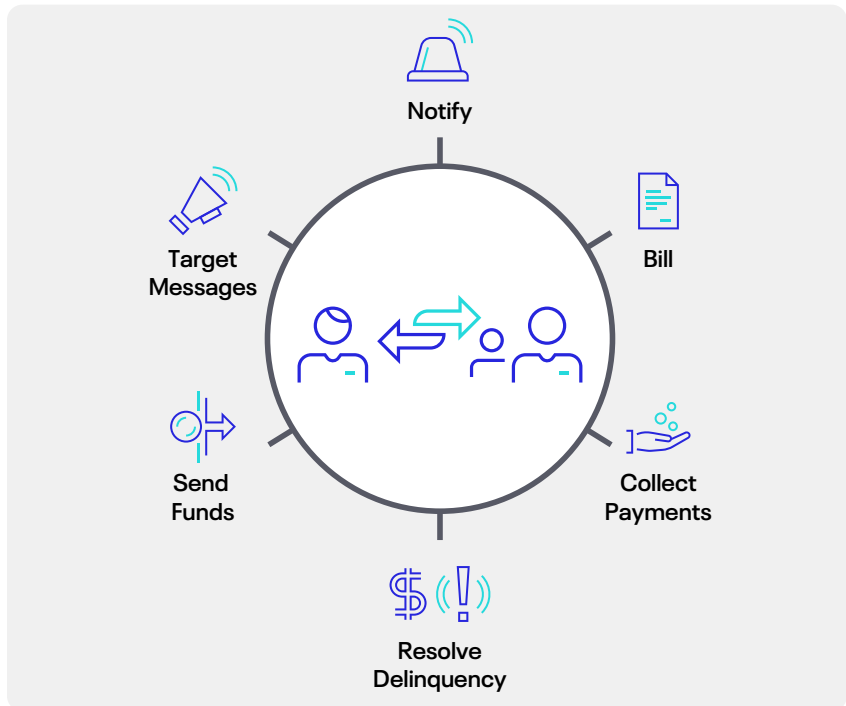 Notify
Bill
Collect
Payments
Resolve
Delinquency
Send
Funds
Target
Messages